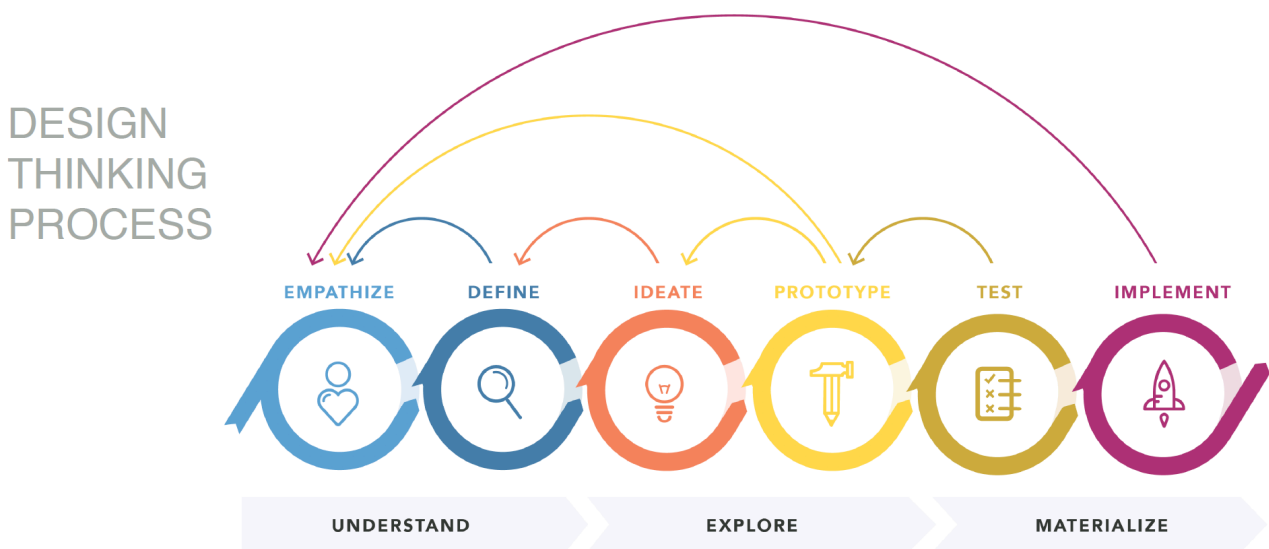 DESIGN
THINKING
PROCESS
EMPATHIZE DEFINE IDEATE PROTOTYPE TEST IMPLEMENT
UNDERSTAND EXPLORE MATERIALIZE